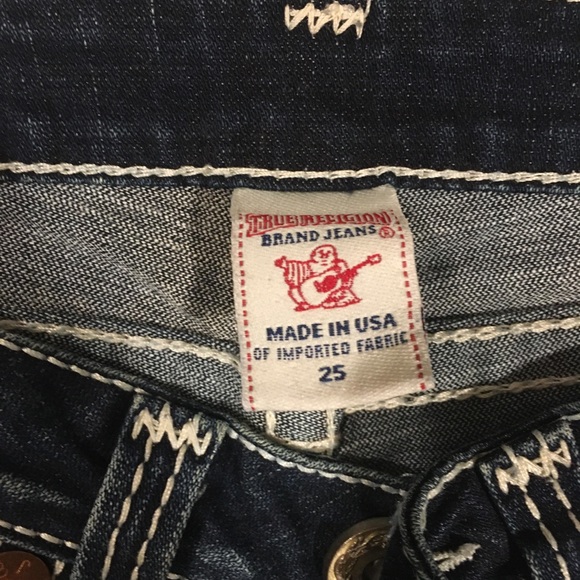 TRUE RELIGION
BRAND JEANS®
MADE IN USA
OF IMPORTED FABRIC
25